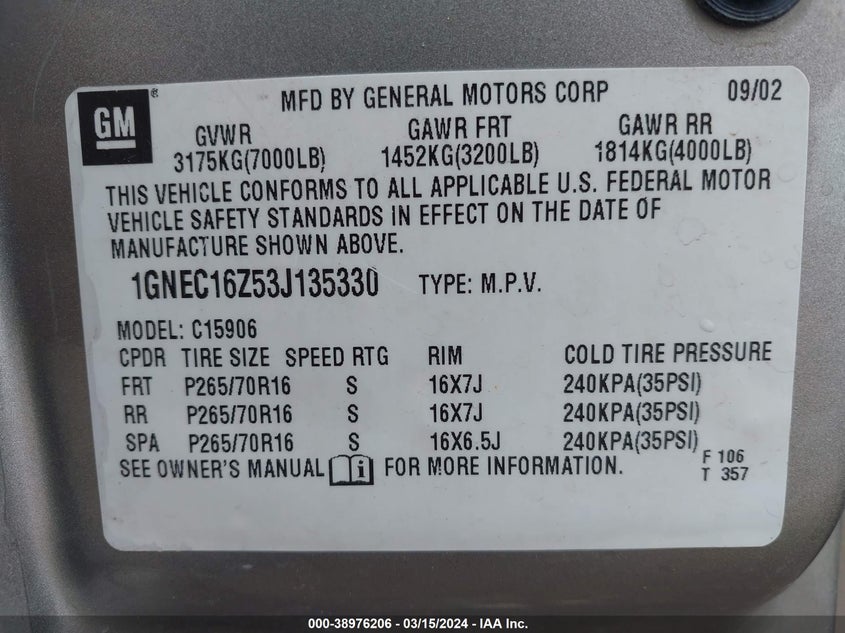 GM ® MFD BY GENERAL MOTORS CORP 09/02
GVWR GAWR FRT GAWR RR
3175KG(7000LB) 1452KG(3200LB) 1814KG(4000LB)
THIS VEHICLE CONFORMS TO ALL APPLICABLE U.S. FEDERAL MOTOR
VEHICLE SAFETY STANDARDS IN EFFECT ON THE DATE OF
MANUFACTURE SHOWN ABOVE.
1GNEC16Z53J135330 TYPE: M.P.V.
MODEL: C15906
CPDR TIRE SIZE SPEED RTG RIM COLD TIRE PRESSURE
FRT P265/70R16 S 16X7J 240KPA(35PSI)
RR P265/70R16 S 16X7J 240KPA(35PSI)
SPA P265/70R16 S 16X6.5J 240KPA(35PSI)
SEE OWNER'S MANUAL i FOR MORE INFORMATION. F 106
T 357
000-38976206 - 03/15/2024 - IAA Inc.